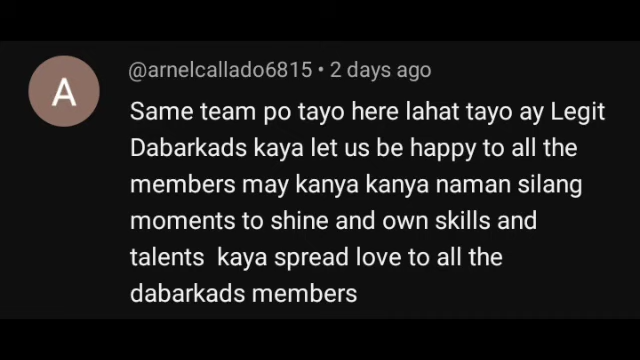 A
@arnelcallado6815 • 2 days ago
Same team po tayo here lahat tayo ay Legit
Dabarkads kaya let us be happy to all the
members may kanya kanya naman silang
moments to shine and own skills and
talents  kaya spread love to all the
dabarkads members